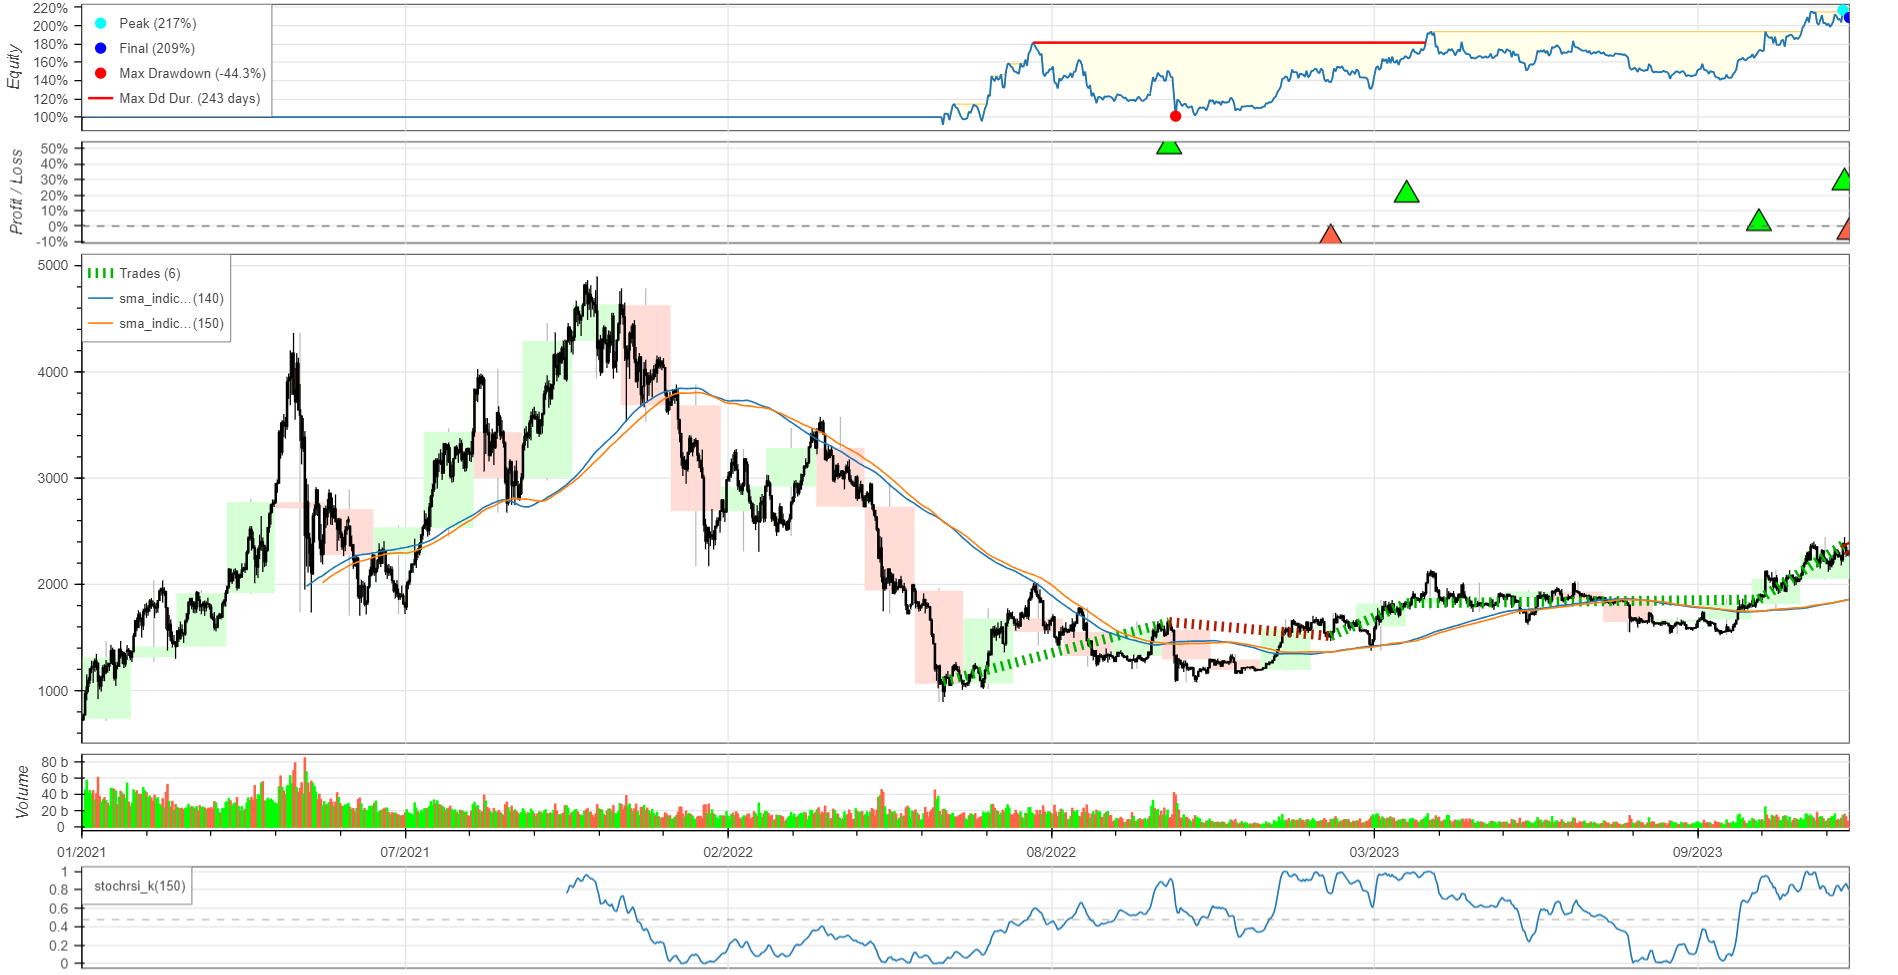 220%
200%
180%
160%
140%
120%
100%
Equity
Peak (217%)
Final (209%)
Max Drawdown (-44.3%)
Max Dd Dur. (243 days)
50%
40%
30%
20%
10%
0%
-10%
Profit / Loss
5000
4000
3000
2000
1000
Trades (6)
sma_indic...(140)
sma_indic...(150)
80 b
60 b
40 b
20 b
0
Volume
01/2021
07/2021
02/2022
08/2022
03/2023
09/2023
1
0.8
0.6
0.4
0.2
0
stochrsi_k(150)